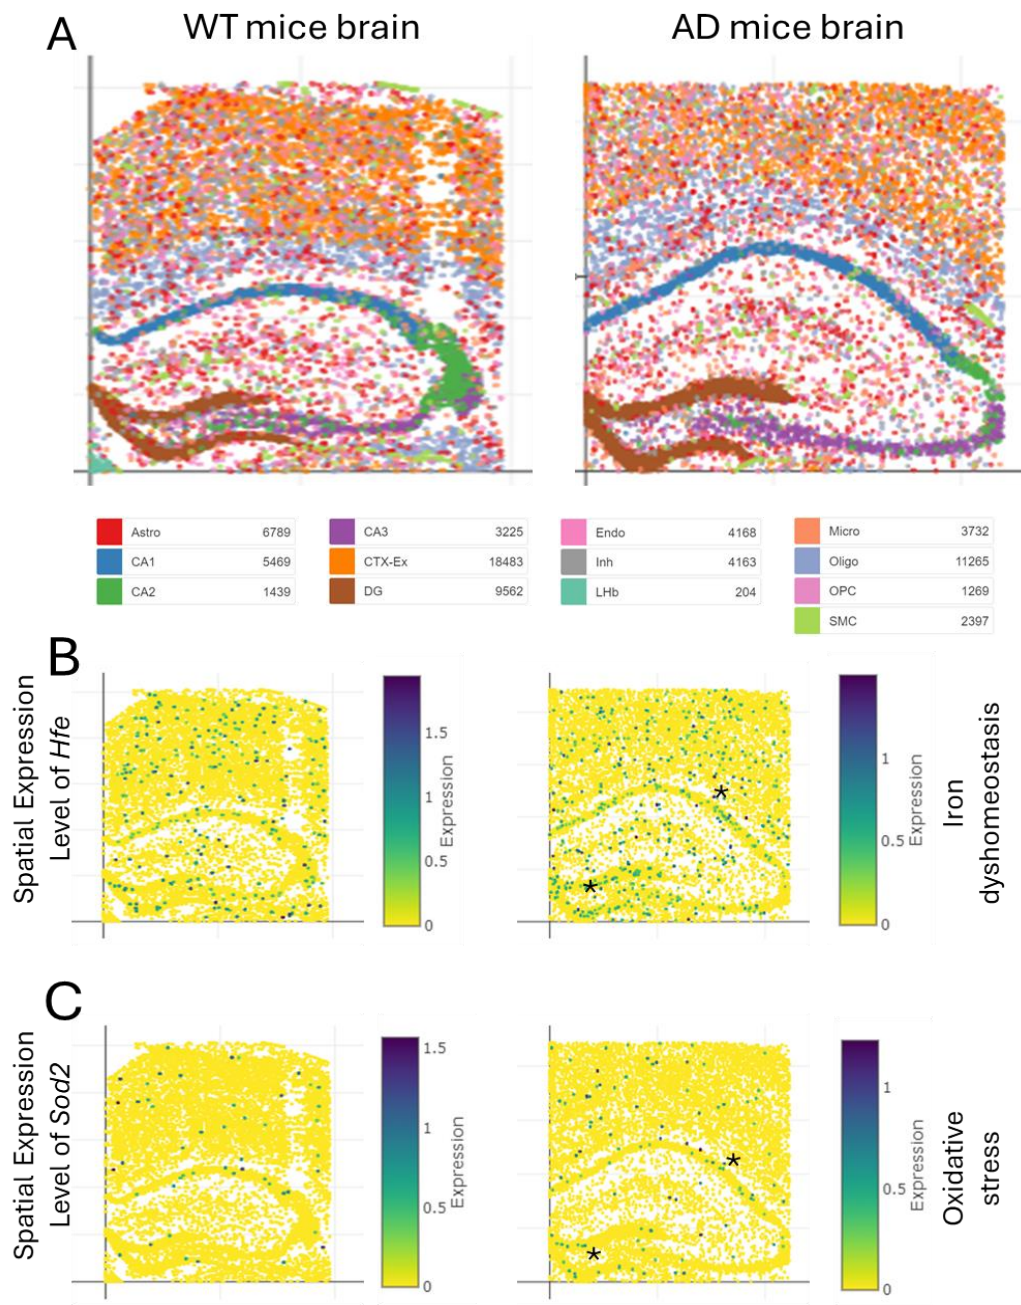 A
WT mice brain
AD mice brain
Astro 6789
CA1 5469
CA2 1439
CA3 3225
CTX-Ex 18483
DG 9562
Endo 4168
Inh 4163
LHb 204
Micro 3732
Oligo 11265
OPC 1269
SMC 2397
B
Spatial Expression
Level of Hfe
1.5
1
0.5
0
Expression
*
*
1
0.5
0
Expression
Iron
dyshomeostasis
C
Spatial Expression
Level of Sod2
1.5
1
0.5
0
Expression
*
*
1
0.5
0
Expression
Oxidative
stress